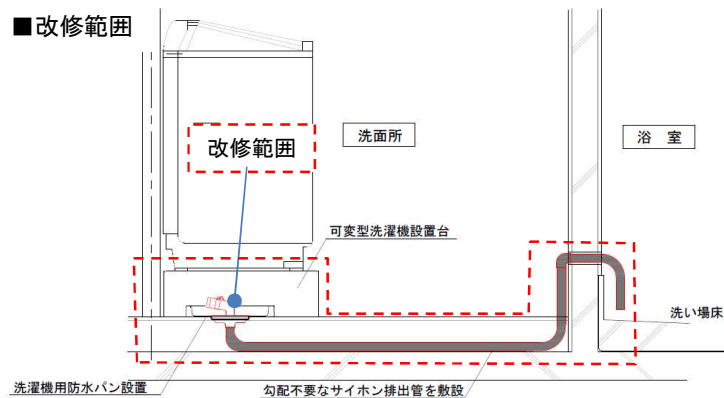 ■改修範囲
改修範囲
洗面所
浴　室
可変型洗濯機設置台
洗い場床
洗濯機用防水パン設置
勾配不要なサイホン排出管を敷設